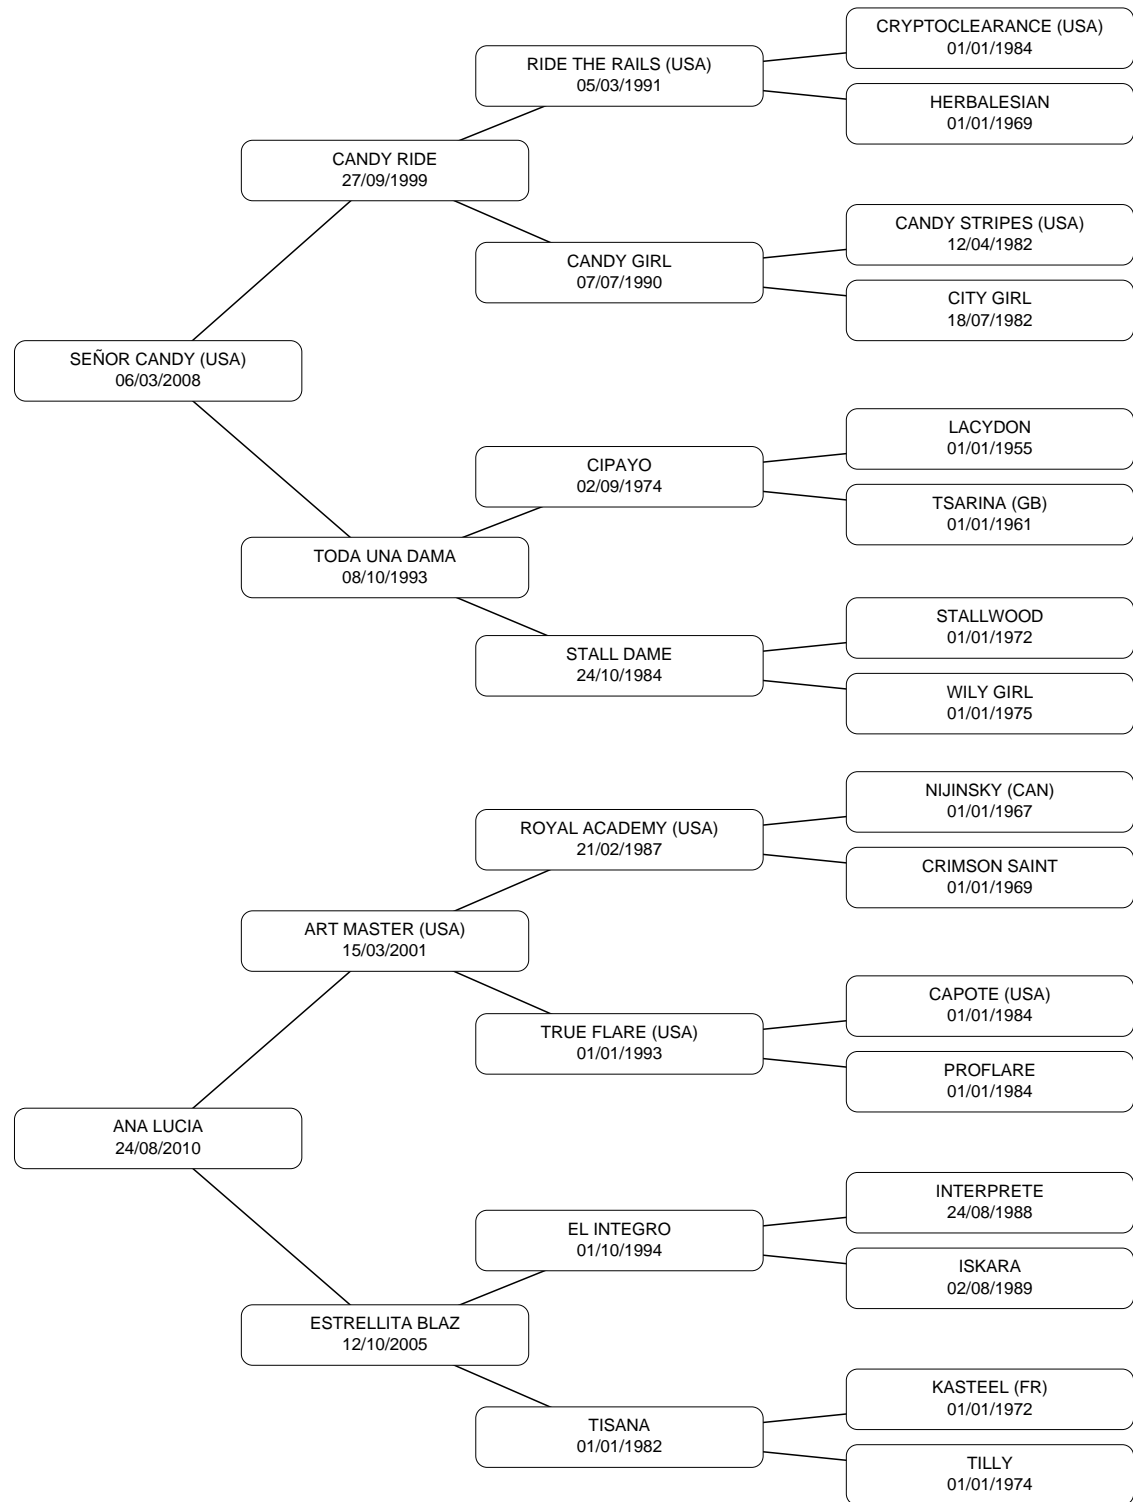 CRYPTOCLEARANCE (USA)
01/01/1984
RIDE THE RAILS (USA)
05/03/1991
HERBALESIAN
01/01/1969
CANDY RIDE
27/09/1999
CANDY STRIPES (USA)
12/04/1982
CANDY GIRL
07/07/1990
CITY GIRL
18/07/1982
SEÑOR CANDY (USA)
06/03/2008
LACYDON
01/01/1955
CIPAYO
02/09/1974
TSARINA (GB)
01/01/1961
TODA UNA DAMA
08/10/1993
STALLWOOD
01/01/1972
STALL DAME
24/10/1984
WILY GIRL
01/01/1975
NIJINSKY (CAN)
01/01/1967
ROYAL ACADEMY (USA)
21/02/1987
CRIMSON SAINT
01/01/1969
ART MASTER (USA)
15/03/2001
CAPOTE (USA)
01/01/1984
TRUE FLARE (USA)
01/01/1993
PROFLARE
01/01/1984
ANA LUCIA
24/08/2010
INTERPRETE
24/08/1988
EL INTEGRO
01/10/1994
ISKARA
02/08/1989
ESTRELLITA BLAZ
12/10/2005
KASTEEL (FR)
01/01/1972
TISANA
01/01/1982
TILLY
01/01/1974